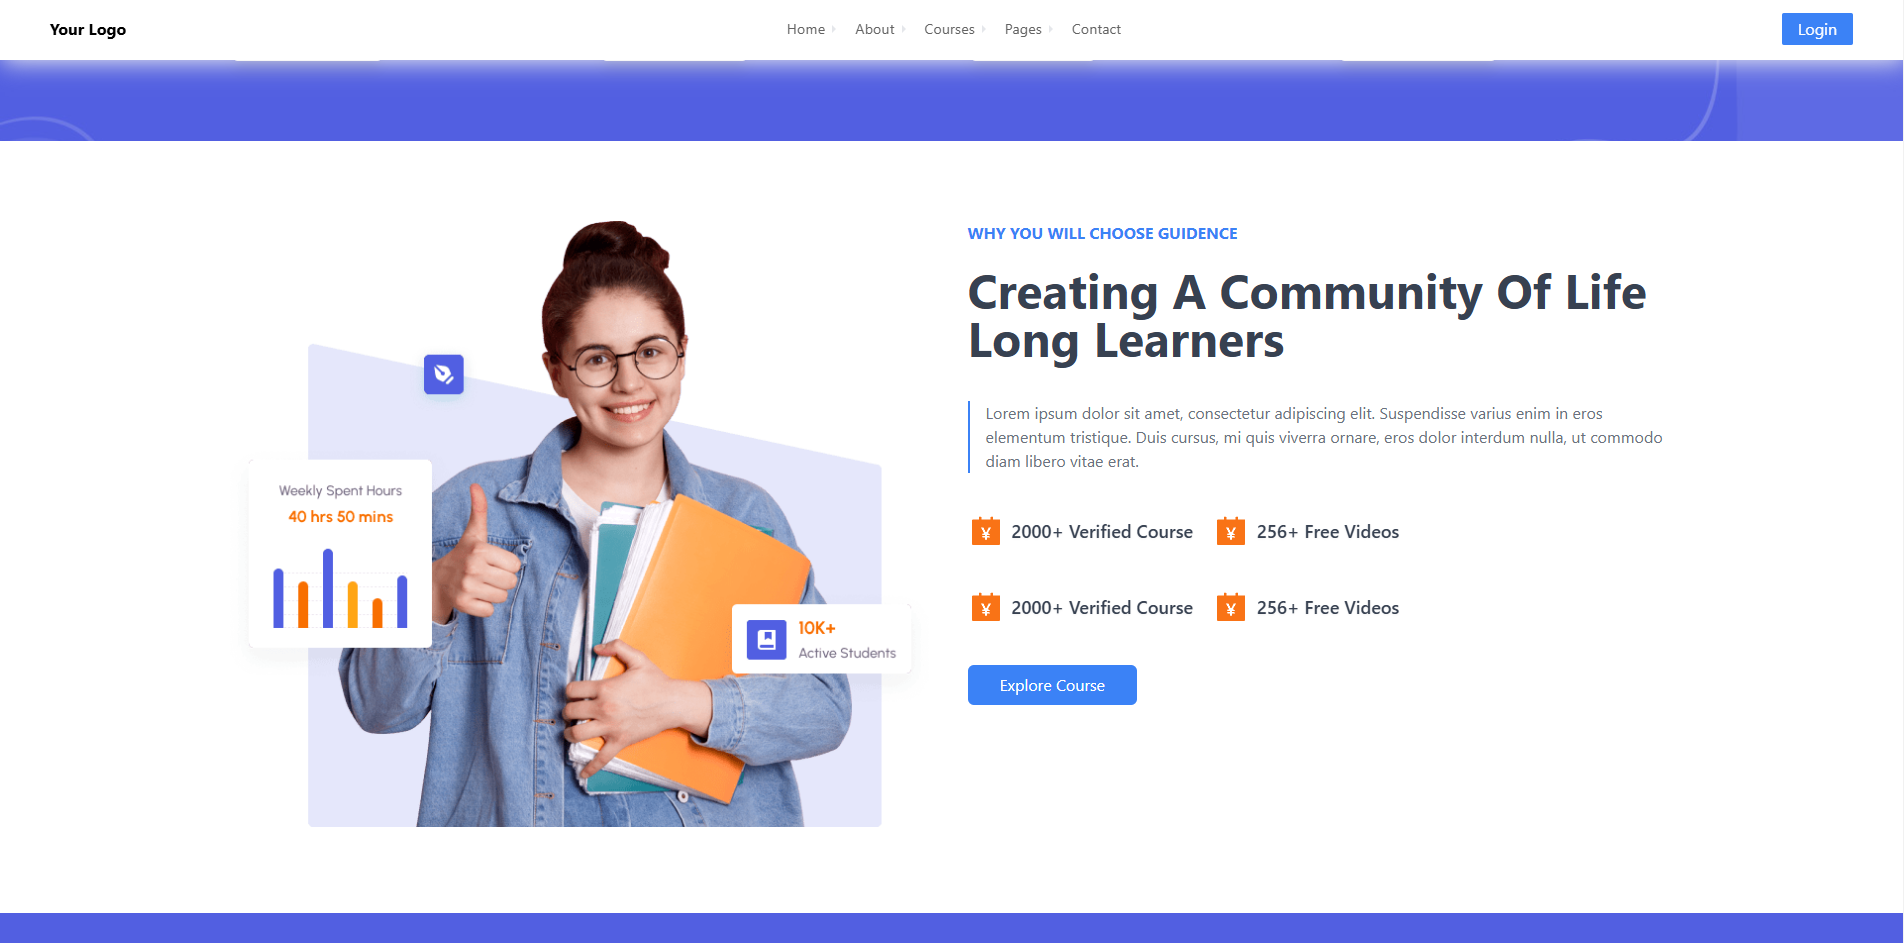 Your Logo
Home
About
Courses
Pages
Contact
Login
WHY YOU WILL CHOOSE GUIDENCE
Creating A Community Of Life
Long Learners
Lorem ipsum dolor sit amet, consectetur adipiscing elit. Suspendisse varius enim in eros
elementum tristique. Duis cursus, mi quis viverra ornare, eros dolor interdum nulla, ut commodo
diam libero vitae erat.
¥ 2000+ Verified Course
¥ 256+ Free Videos
¥ 2000+ Verified Course
¥ 256+ Free Videos
Explore Course
Weekly Spent Hours
40 hrs 50 mins
10K+
Active Students